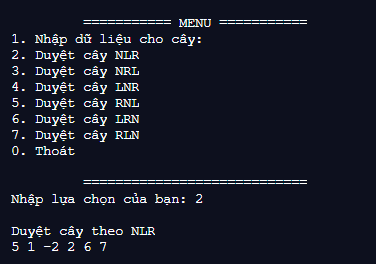 =========== MENU ===========
1. Nhập dữ liệu cho cây:
2. Duyệt cây NLR
3. Duyệt cây NRL
4. Duyệt cây LNR
5. Duyệt cây RNL
6. Duyệt cây LRN
7. Duyệt cây RLN
0. Thoát
============================
Nhập lựa chọn của bạn: 2
Duyệt cây theo NLR
5 1 -2 2 6 7